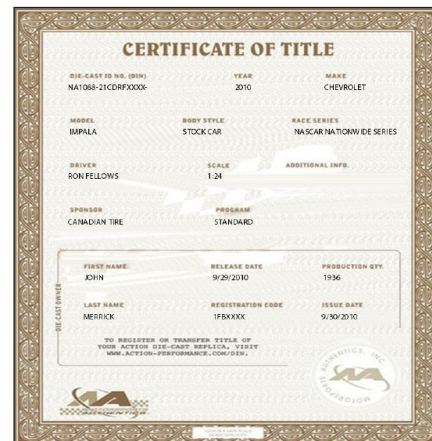 CERTIFICATE OF TITLE
DIE-CAST ID NO. (DIN) YEAR MAKE
NA1088-21CDRFXXXX- 2010 CHEVROLET
MODEL BODY STYLE RACE SERIES
IMPALA STOCK CAR NASCAR NATIONWIDE SERIES
DRIVER SCALE ADDITIONAL INFO.
RON FELLOWS 1:24
SPONSOR PROGRAM
CANADIAN TIRE STANDARD
DIE-CAST OWNER
FIRST NAME RELEASE DATE PRODUCTION QTY.
JOHN 9/29/2010 1936
LAST NAME REGISTRATION CODE ISSUE DATE
MERRICK 1FBXXXX 9/30/2010
TO REGISTER OR TRANSFER TITLE OF
YOUR ACTION DIE-CAST REPLICA, VISIT
WWW.ACTION-PERFORMANCE.COM/DIN.
MOTORSPORTS AUTHENTICS, INC.